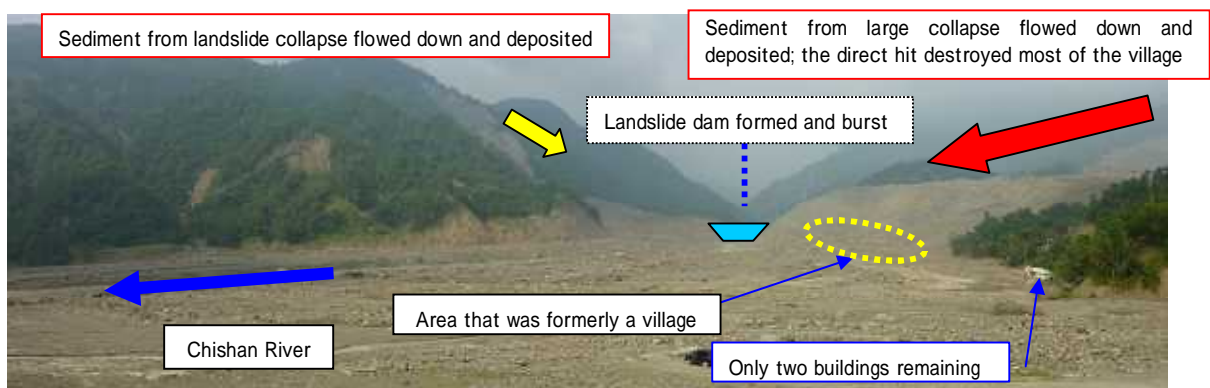 Sediment from landslide collapse flowed down and deposited
Sediment from large collapse flowed down and
deposited; the direct hit destroyed most of the village
Landslide dam formed and burst
Area that was formerly a village
Chishan River
Only two buildings remaining